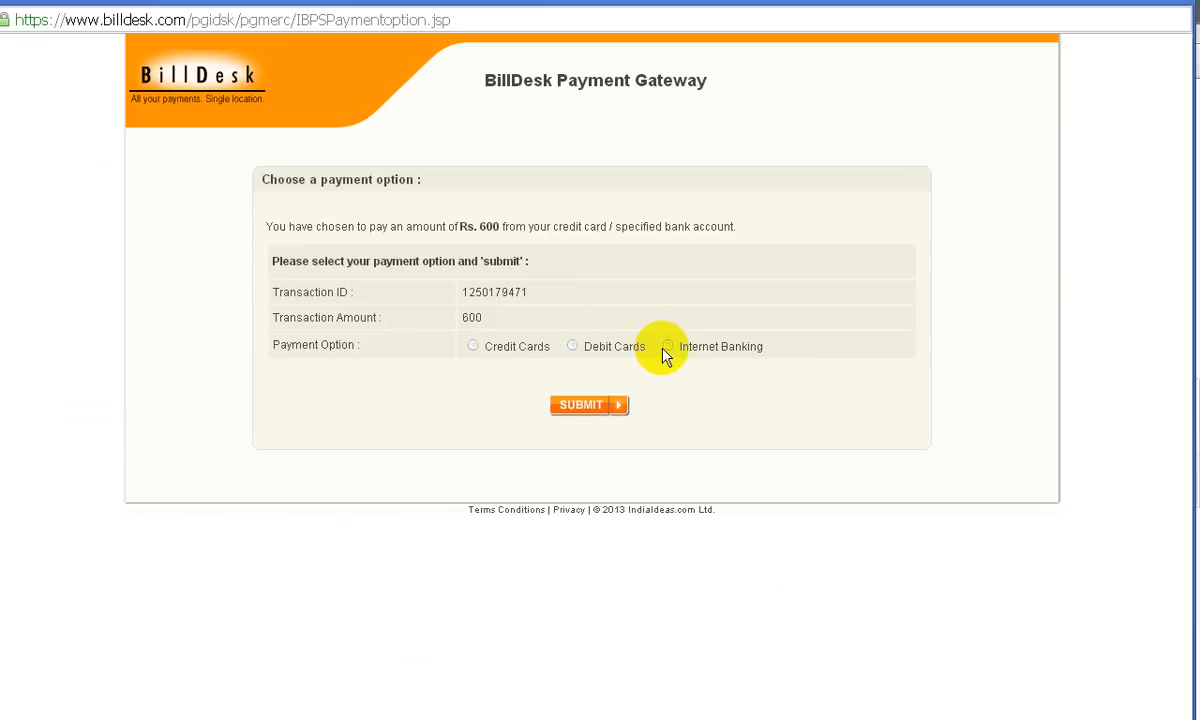 https://www.billdesk.com/pgidsk/pgmerc/IBPSPaymentoption.jsp
BillDesk
All your payments. Single location.
BillDesk Payment Gateway
Choose a payment option :
You have chosen to pay an amount of Rs. 600 from your credit card / specified bank account.
Please select your payment option and 'submit' :
Transaction ID : 1250179471
Transaction Amount : 600
Payment Option : Credit Cards Debit Cards Internet Banking
SUBMIT
Terms Conditions | Privacy | © 2013 IndiaIdeas.com Ltd.